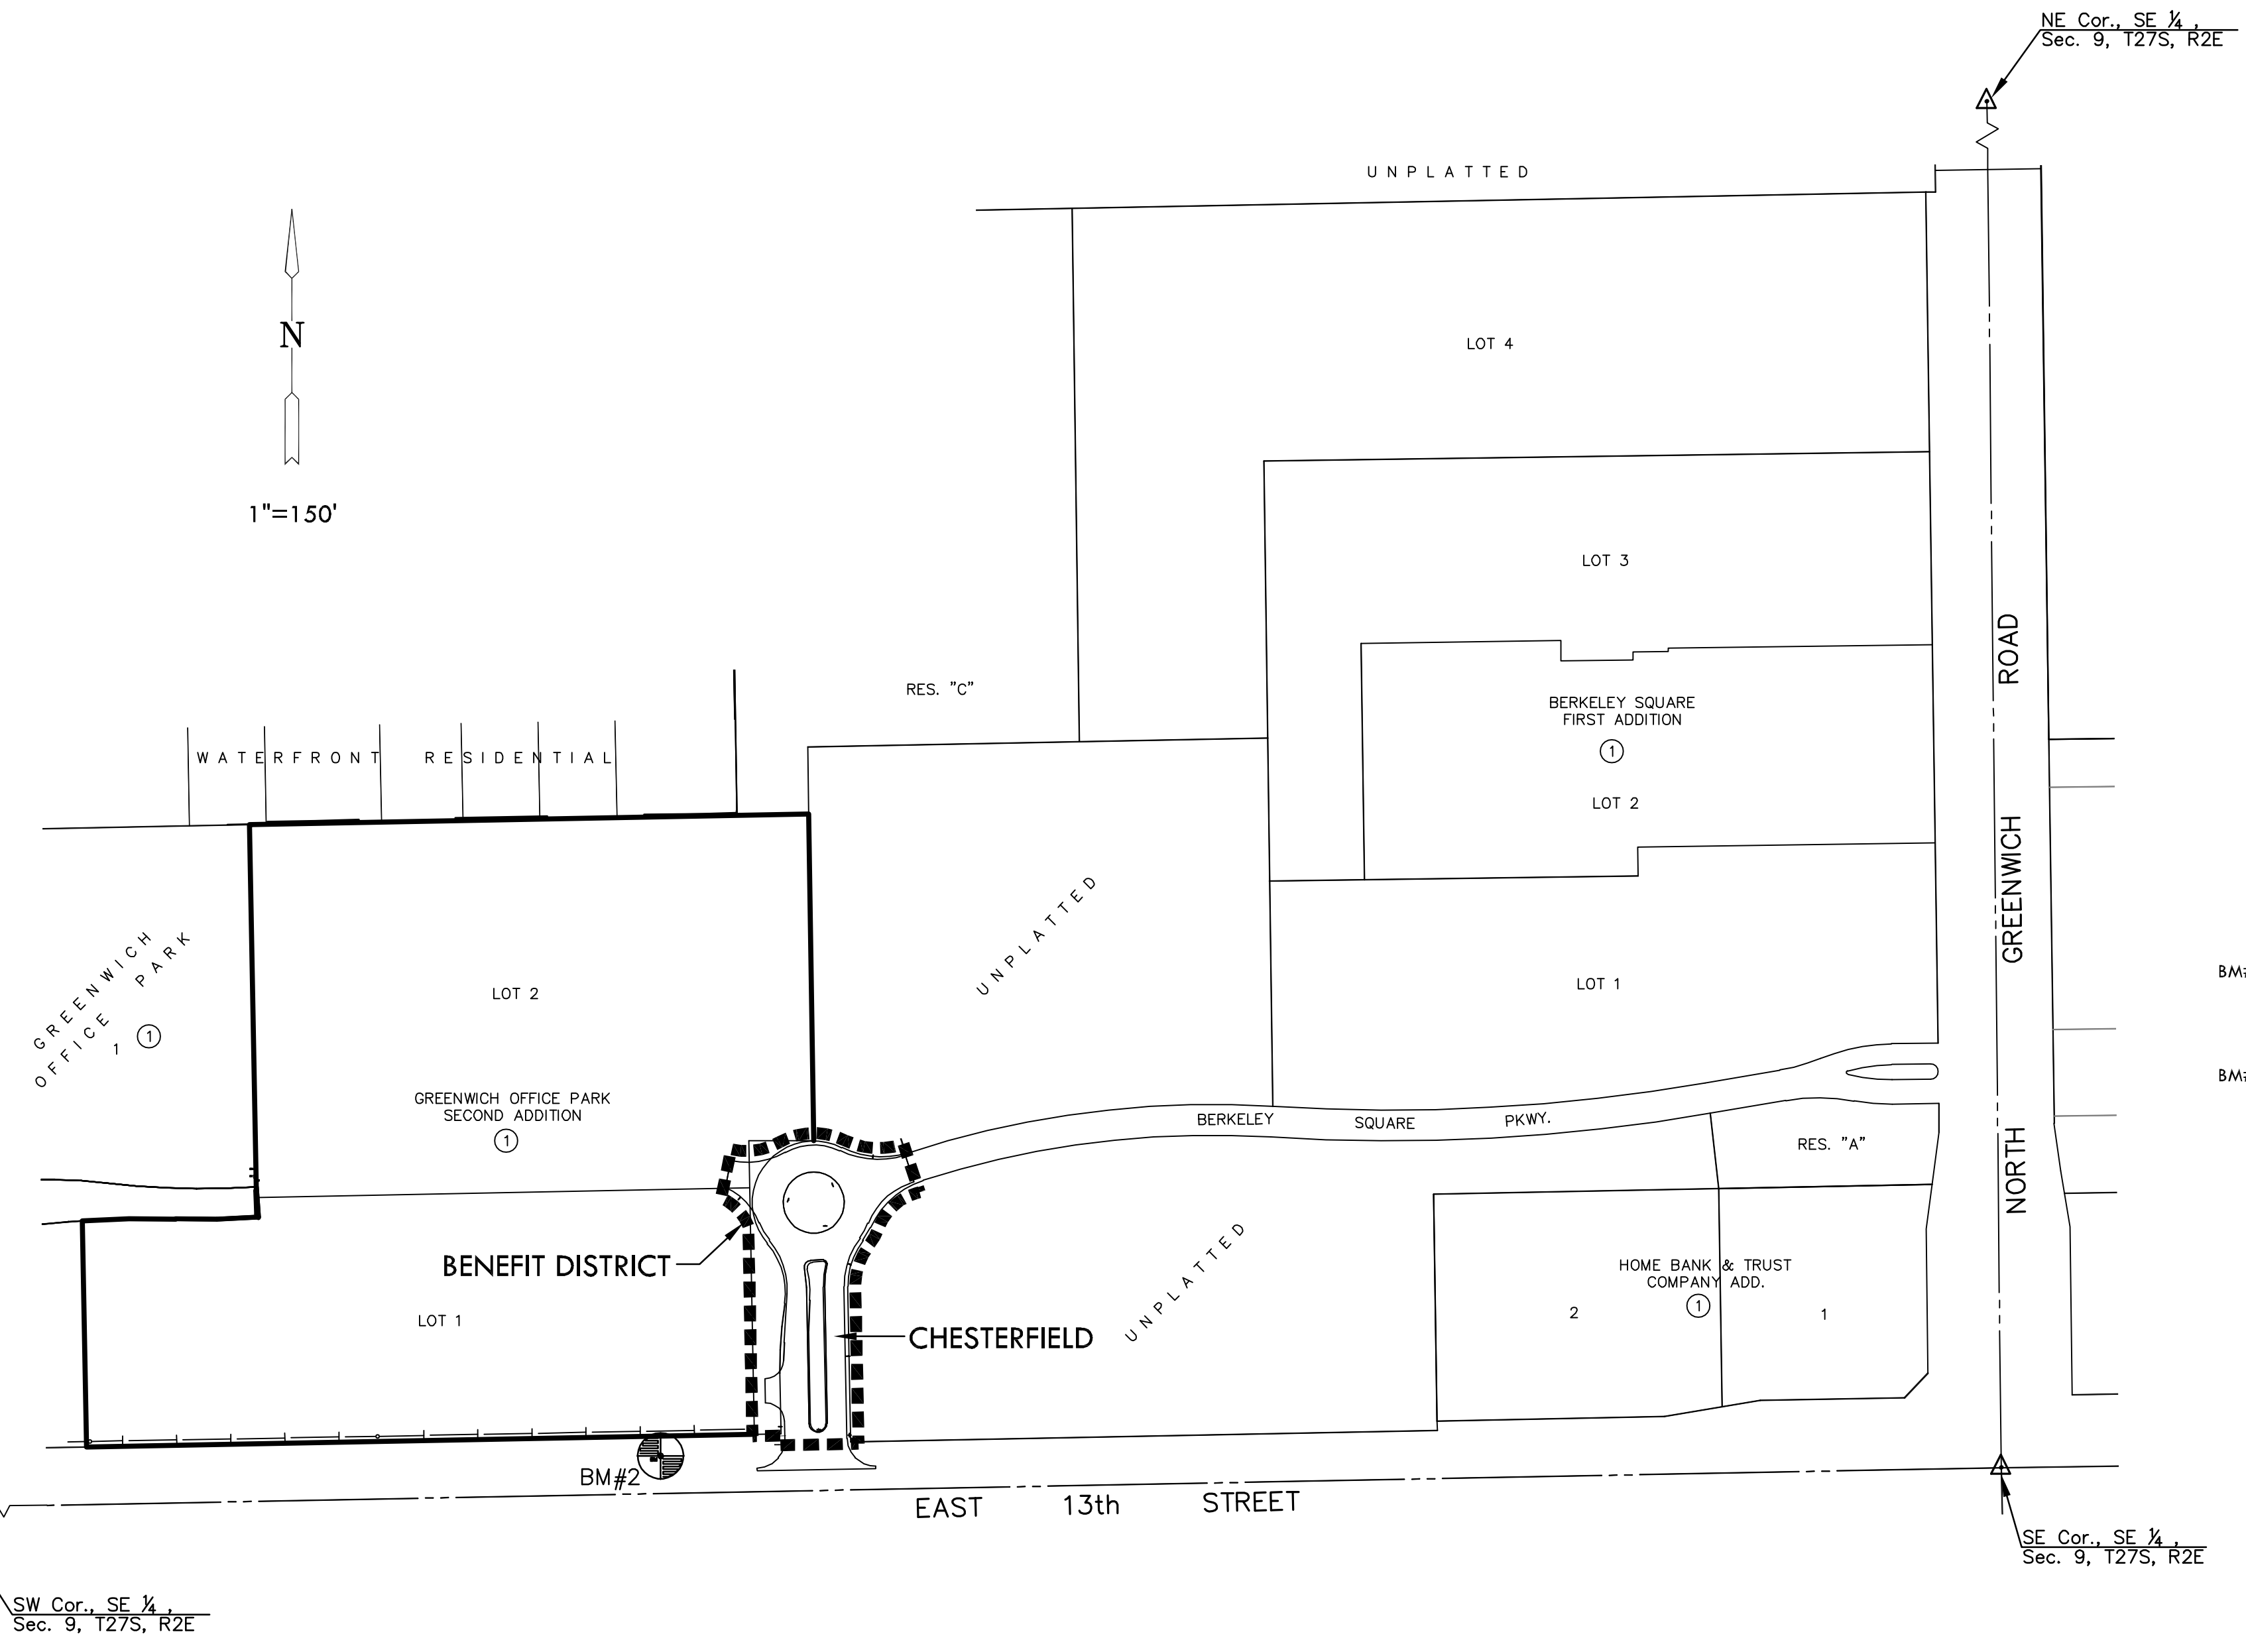 NE Cor., SE ¼ ,
Sec. 9, T27S, R2E
UNPLATTED
N
1"=150'
LOT 4
LOT 3
RES. "C"
BERKELEY SQUARE
FIRST ADDITION
1
LOT 2
WATERFRONT RESIDENTIAL
NORTH GREENWICH ROAD
UNPLATTED
GREENWICH
OFFICE PARK
1
1
LOT 2
LOT 1
BM#
BM#
GREENWICH OFFICE PARK
SECOND ADDITION
1
BERKELEY SQUARE PKWY.
RES. "A"
BENEFIT DISTRICT
UNPLATTED
HOME BANK & TRUST
COMPANY ADD.
1
2
1
LOT 1
CHESTERFIELD
BM#2
EAST 13th STREET
SE Cor., SE ¼ ,
Sec. 9, T27S, R2E
SW Cor., SE ¼ ,
Sec. 9, T27S, R2E